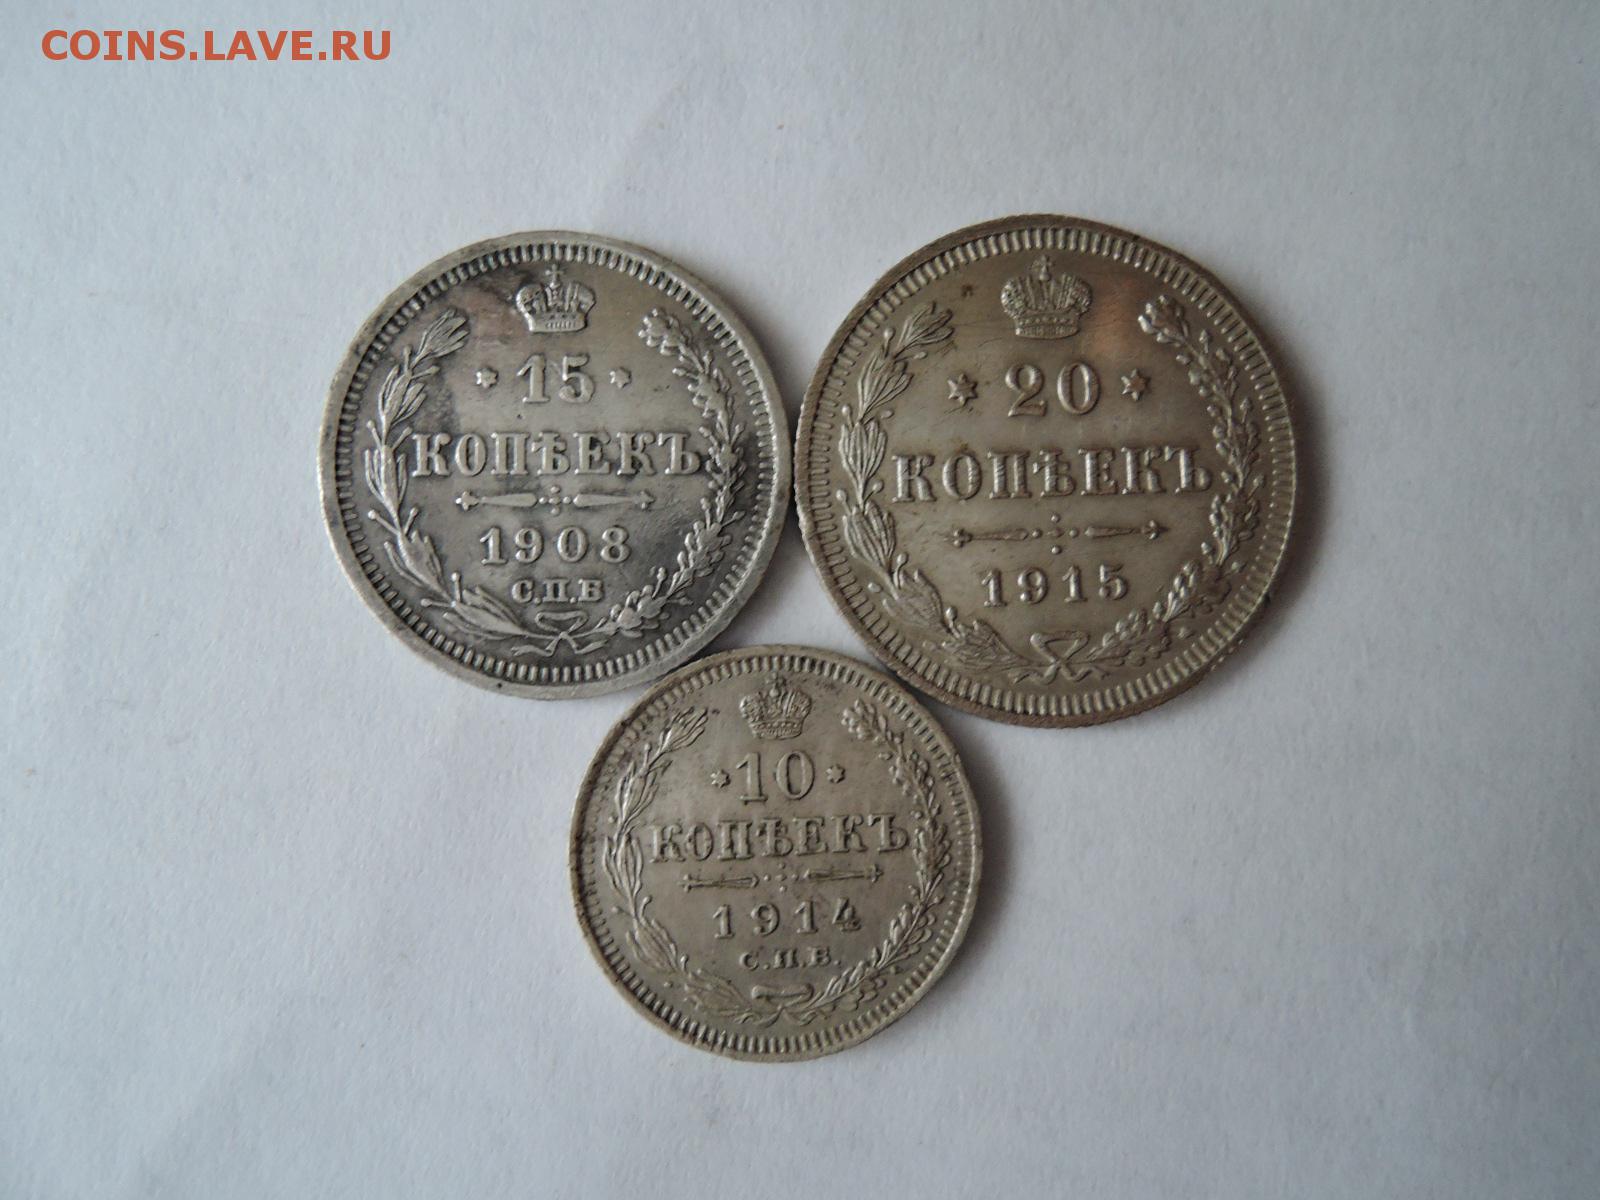 COINS.LAVE.RU
15
КОПѢЕКЪ
1908
С.П.Б
20
КОПѢЕКЪ
1915
10
КОПѢЕКЪ
1914
С.П.Б.